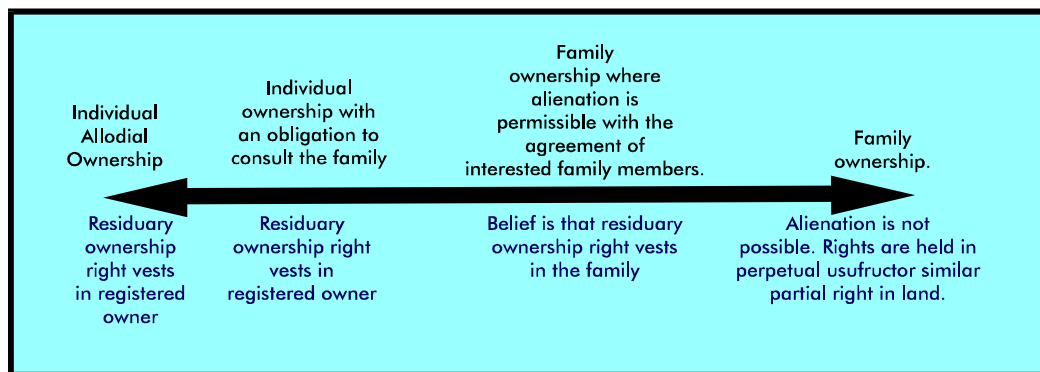 Individual
Allodial
Ownership
Individual
ownership with
an obligation to
consult the family
Family
ownership where
alienation is
permissible with the
agreement of
interested family members.
Family
ownership.
Residuary
ownership
right vests
in registered
owner
Residuary
ownership right
vests in
registered owner
Belief is that residuary
ownership right vests
in the family
Alienation is not
possible. Rights are held in
perpetual usufructor similar
partial right in land.